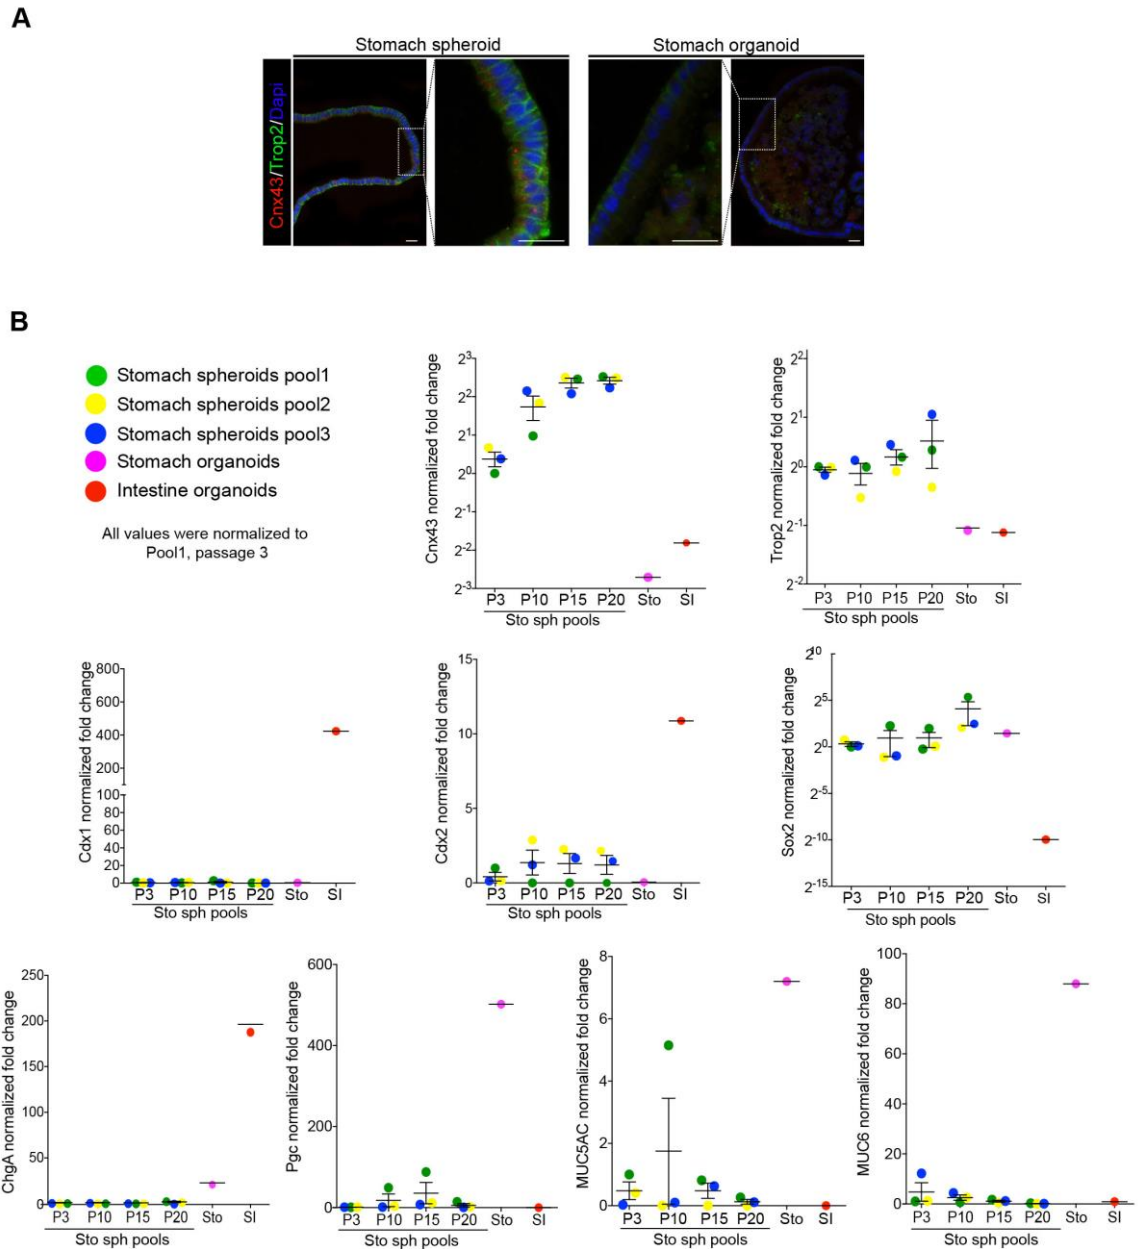 A
Stomach spheroid
Stomach organoid
Cnx43/Trop2/Dapi
B
Stomach spheroids pool1
Stomach spheroids pool2
Stomach spheroids pool3
Stomach organoids
Intestine organoids
All values were normalized to
Pool1, passage 3
Cnx43 normalized fold change
2^3
2^2
2^1
2^0
2^-1
2^-2
2^-3
P3 P10 P15 P20 Sto SI
Sto sph pools
Trop2 normalized fold change
2^2
2^1
2^0
2^-1
2^-2
P3 P10 P15 P20 Sto SI
Sto sph pools
Cdx1 normalized fold change
800
600
400
200
100
80
60
40
20
0
P3 P10 P15 P20 Sto SI
Sto sph pools
Cdx2 normalized fold change
15
10
5
0
P3 P10 P15 P20 Sto SI
Sto sph pools
Sox2 normalized fold change
2^10
2^5
2^0
2^-5
2^-10
2^-15
P3 P10 P15 P20 Sto SI
Sto sph pools
ChgA normalized fold change
250
200
150
100
50
0
P3 P10 P15 P20 Sto SI
Sto sph pools
Pgc normalized fold change
600
400
200
0
P3 P10 P15 P20 Sto SI
Sto sph pools
MUC5AC normalized fold change
8
6
4
2
0
P3 P10 P15 P20 Sto SI
Sto sph pools
MUC6 normalized fold change
100
80
60
40
20
0
P3 P10 P15 P20 Sto SI
Sto sph pools